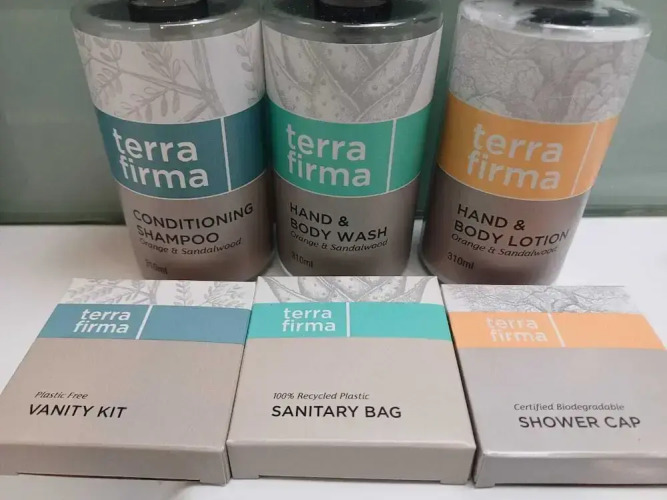 terra
firma
CONDITIONING
SHAMPOO
Orange & Sandalwood
310ml
terra
firma
HAND &
BODY WASH
Orange & Sandalwood
310ml
terra
firma
HAND &
BODY LOTION
Orange & Sandalwood
310ml
terra
firma
Plastic Free
VANITY KIT
terra
firma
100% Recycled Plastic
SANITARY BAG
terra
firma
Certified Biodegradable
SHOWER CAP